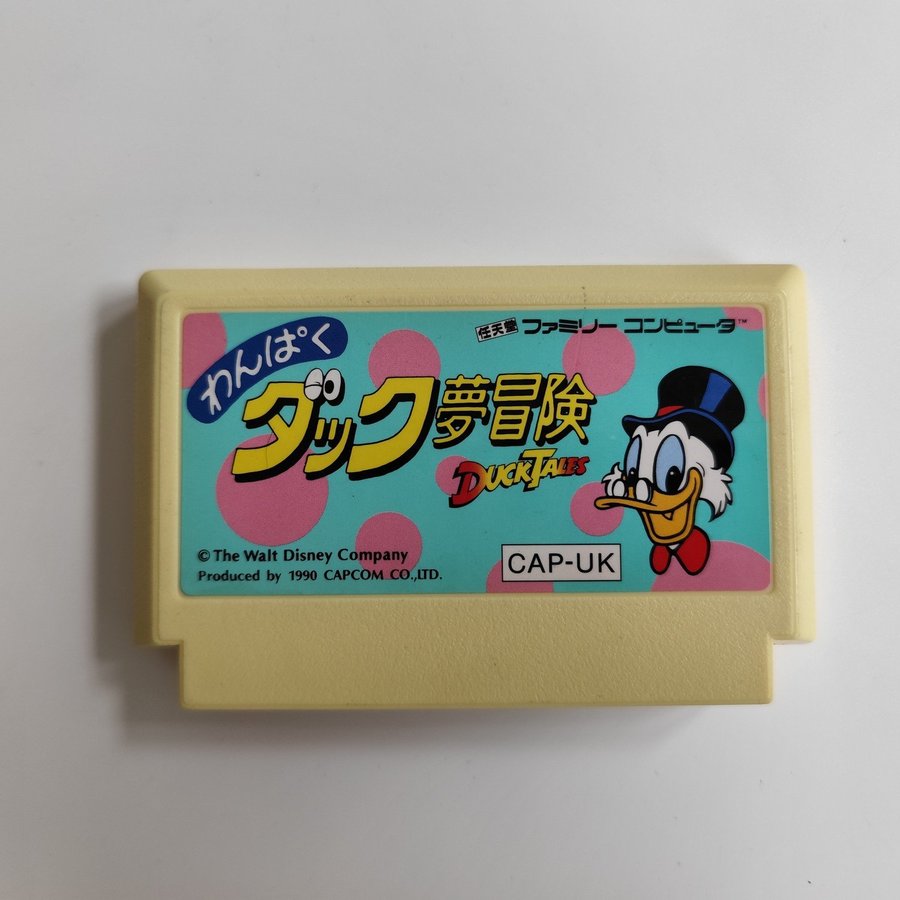 任天堂 ファミリー コンピュータ™
わんぱく
ダック夢冒険
DUCKTALES
© The Walt Disney Company
Produced by 1990 CAPCOM CO.,LTD.
CAP-UK